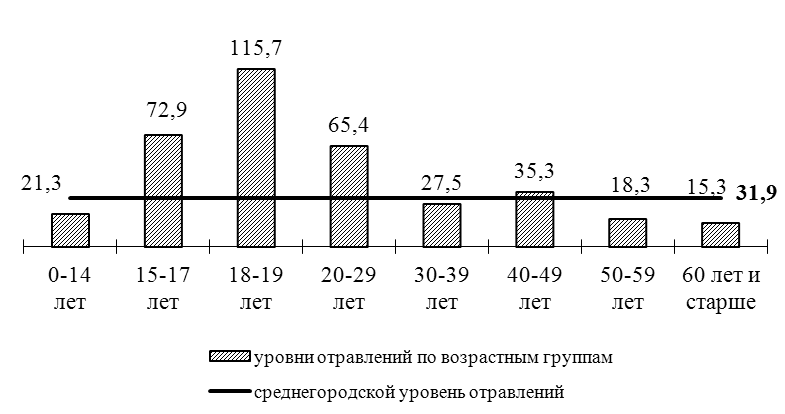 115,7
72,9
65,4
35,3
27,5
21,3
18,3
15,3
31,9
0-14 15-17 18-19 20-29 30-39 40-49 50-59 60 лет и
лет лет лет лет лет лет лет старше
уровни отравлений по возрастным группам
среднегородской уровень отравлений